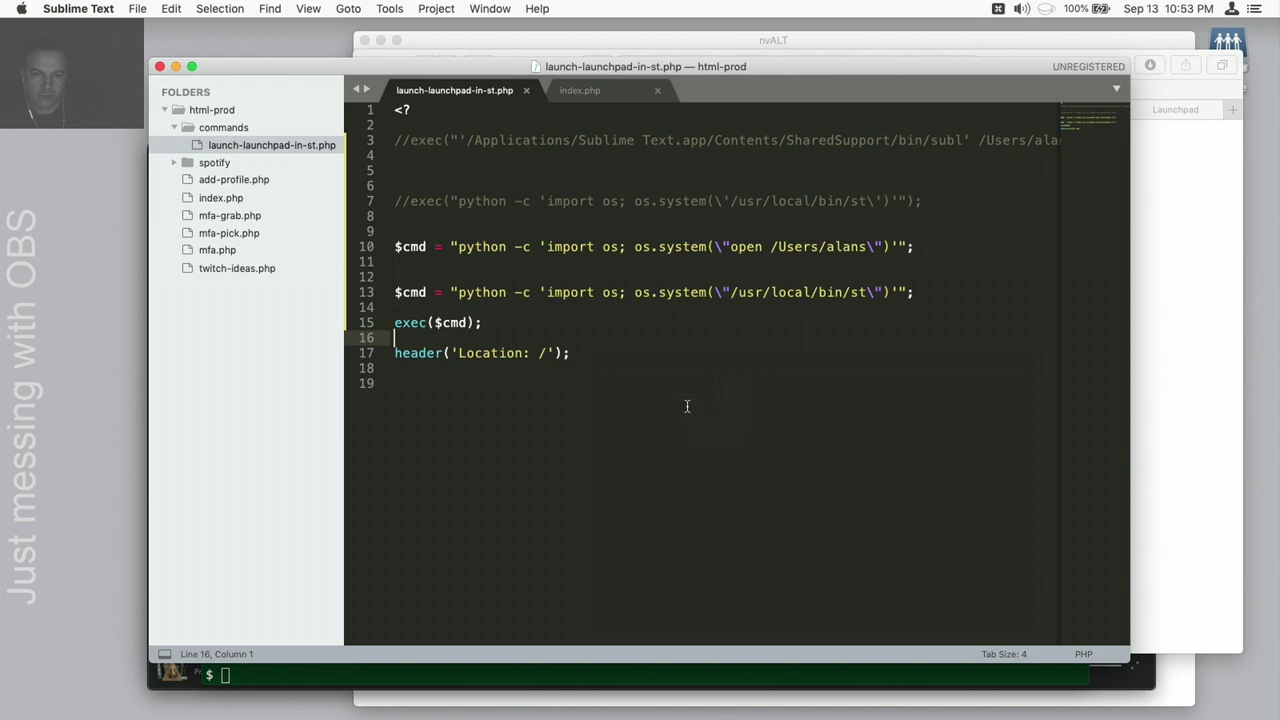 Sublime Text File Edit Selection Find View Goto Tools Project Window Help 100% Sep 13 10:53 PM
nvALT
launch-launchpad-in-st.php — html-prod UNREGISTERED
FOLDERS
html-prod
commands
launch-launchpad-in-st.php
spotify
add-profile.php
index.php
mfa-grab.php
mfa-pick.php
mfa.php
twitch-ideas.php
launch-launchpad-in-st.php index.php
Launchpad
1 <?
2
3 //exec("'/Applications/Sublime Text.app/Contents/SharedSupport/bin/subl' /Users/alan
4
5
6
7 //exec("python -c 'import os; os.system(\'/usr/local/bin/st\')'");
8
9
10 $cmd = "python -c 'import os; os.system(\"open /Users/alans\")'";
11
12
13 $cmd = "python -c 'import os; os.system(\"/usr/local/bin/st\")'";
14
15 exec($cmd);
16
17 header('Location: /');
18
19
Line 16, Column 1 Tab Size: 4 PHP
$
Just messing with OBS